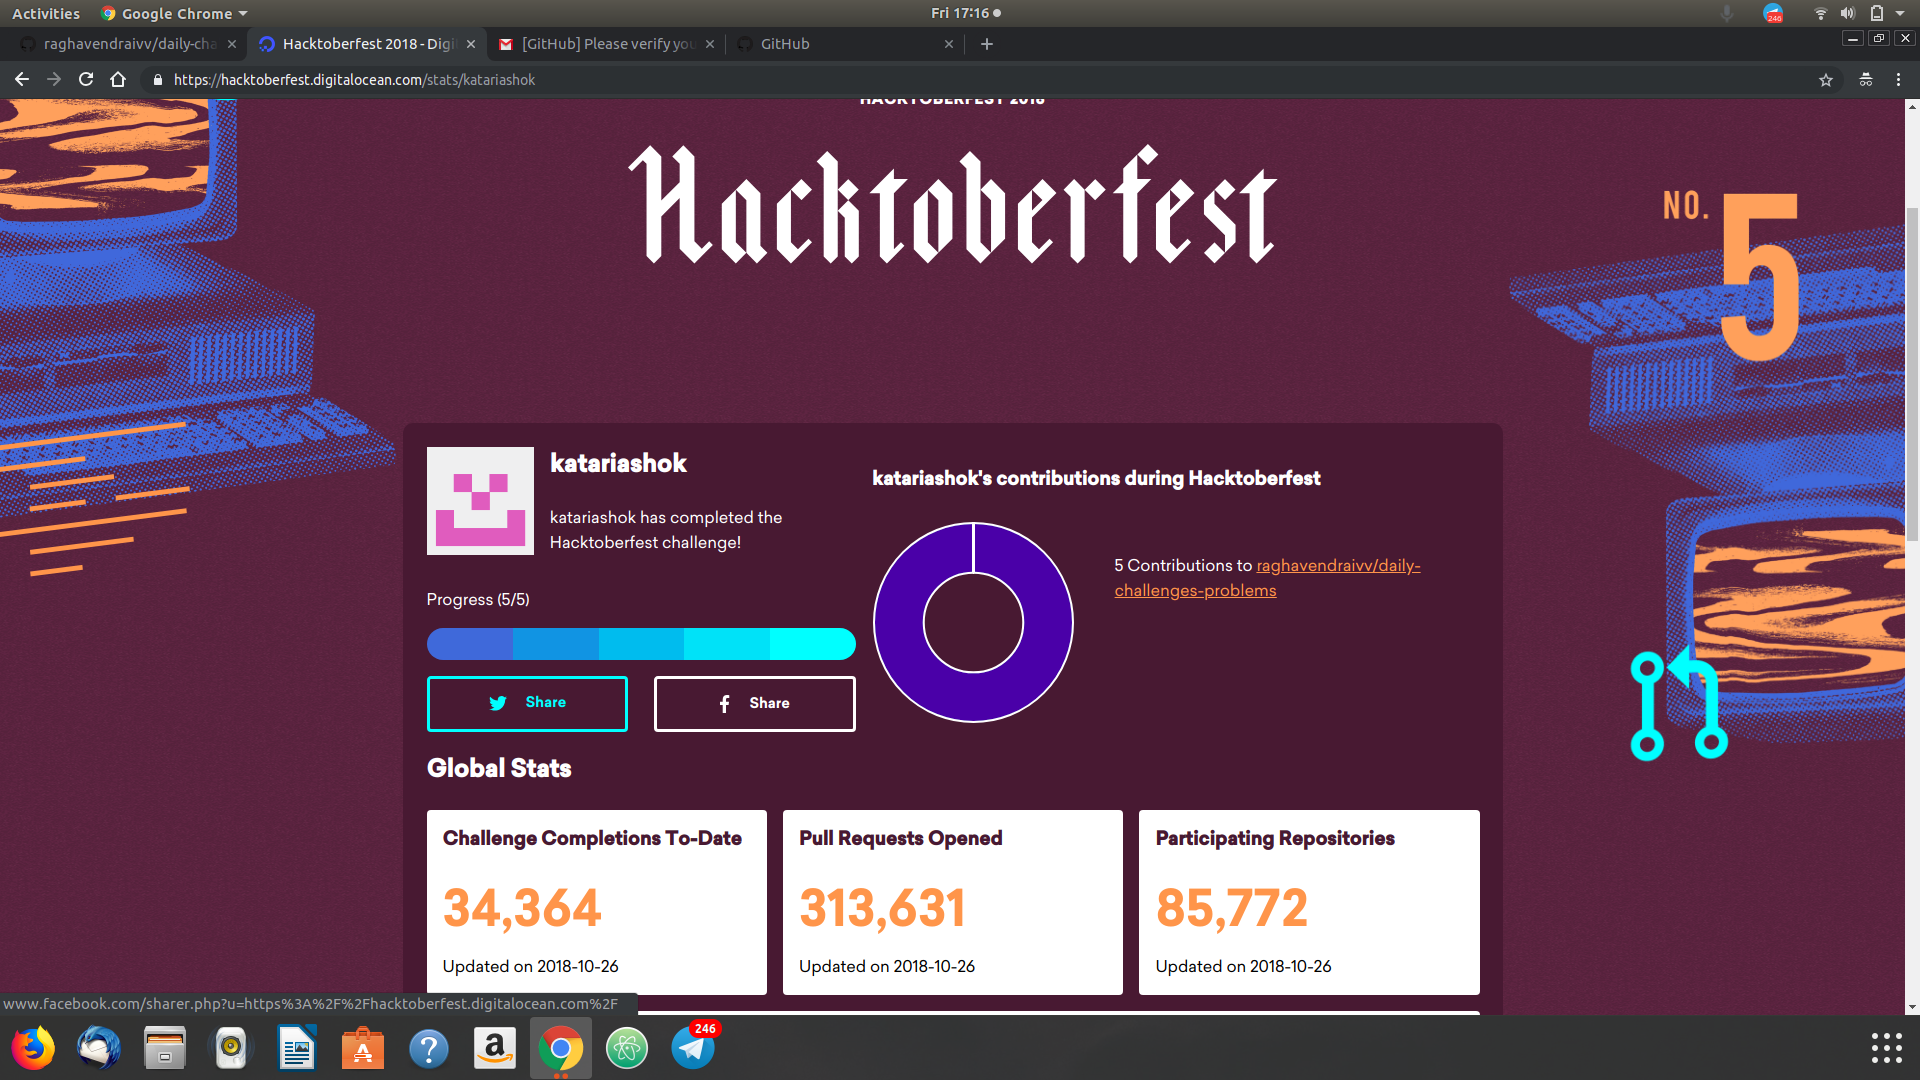 Activities
Google Chrome
Fri 17:16
246
raghavendraivv/daily-cha
Hacktoberfest 2018 - Digi
[GitHub] Please verify you
GitHub
https://hacktoberfest.digitalocean.com/stats/katariashok
HACKTOBERFEST 2018
Hacktoberfest
NO. 5
katariashok
katariashok has completed the
Hacktoberfest challenge!
Progress (5/5)
Share
Share
katariashok's contributions during Hacktoberfest
5 Contributions to raghavendraivv/daily-
challenges-problems
Global Stats
Challenge Completions To-Date
34,364
Updated on 2018-10-26
Pull Requests Opened
313,631
Updated on 2018-10-26
Participating Repositories
85,772
Updated on 2018-10-26
www.facebook.com/sharer.php?u=https%3A%2F%2Fhacktoberfest.digitalocean.com%2F
246